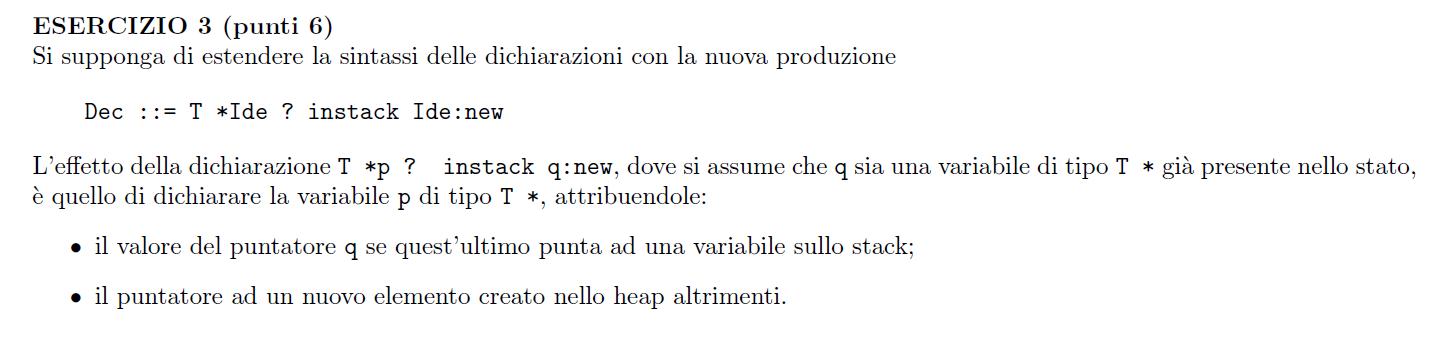 ESERCIZIO 3 (punti 6)
Si supponga di estendere la sintassi delle dichiarazioni con la nuova produzione
Dec ::= T *Ide ? instack Ide:new
L'effetto della dichiarazione T *p ? instack q:new, dove si assume che q sia una variabile di tipo T * già presente nello stato,
è quello di dichiarare la variabile p di tipo T *, attribuendole:
• il valore del puntatore q se quest'ultimo punta ad una variabile sullo stack;
• il puntatore ad un nuovo elemento creato nello heap altrimenti.